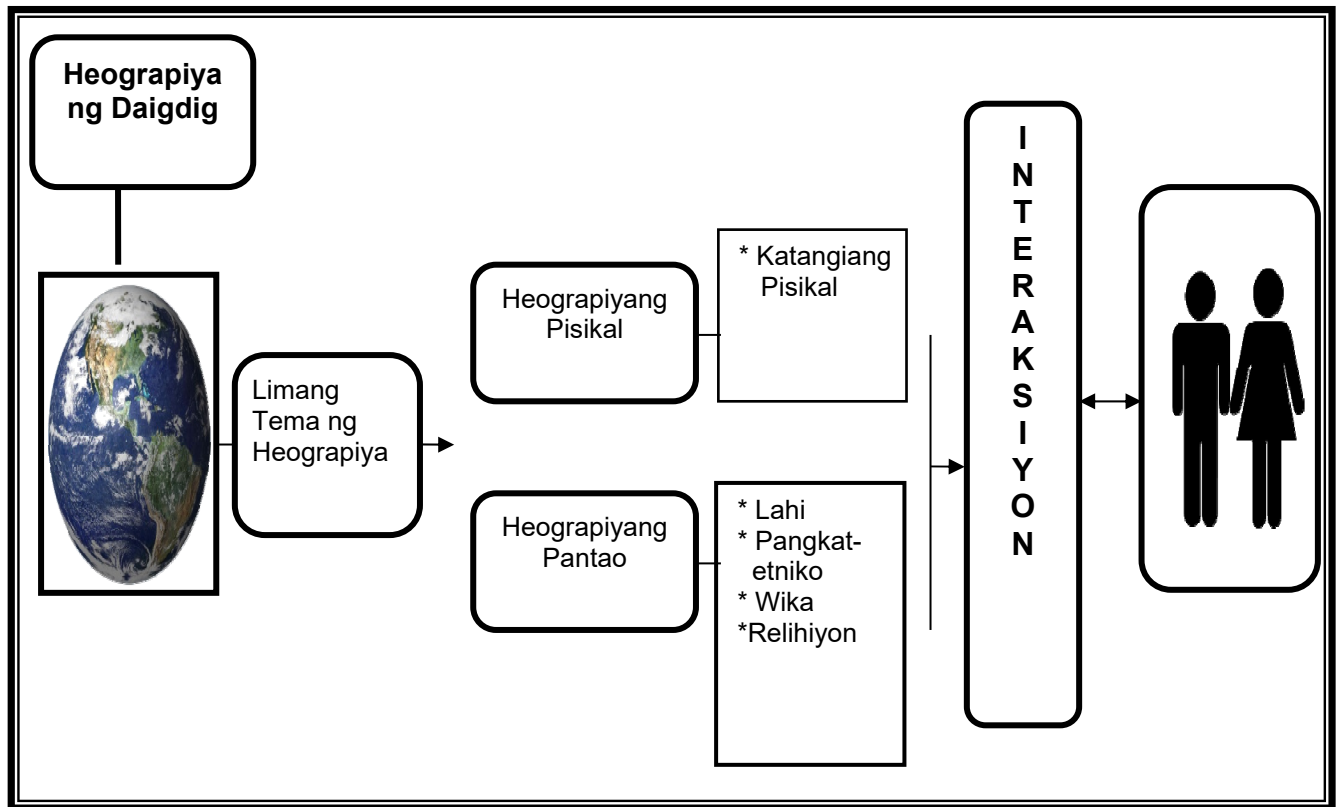 Heograpiya
ng Daigdig
Limang
Tema ng
Heograpiya
Heograpiyang
Pisikal
* Katangiang
Pisikal
Heograpiyang
Pantao
* Lahi
* Pangkat-
etniko
* Wika
*Relihiyon
I
N
T
E
R
A
K
S
I
Y
O
N